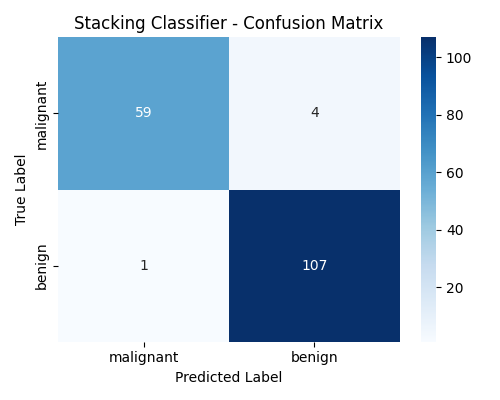 Stacking Classifier - Confusion Matrix
True Label
malignant
benign
59
4
1
107
malignant
benign
Predicted Label
100
80
60
40
20